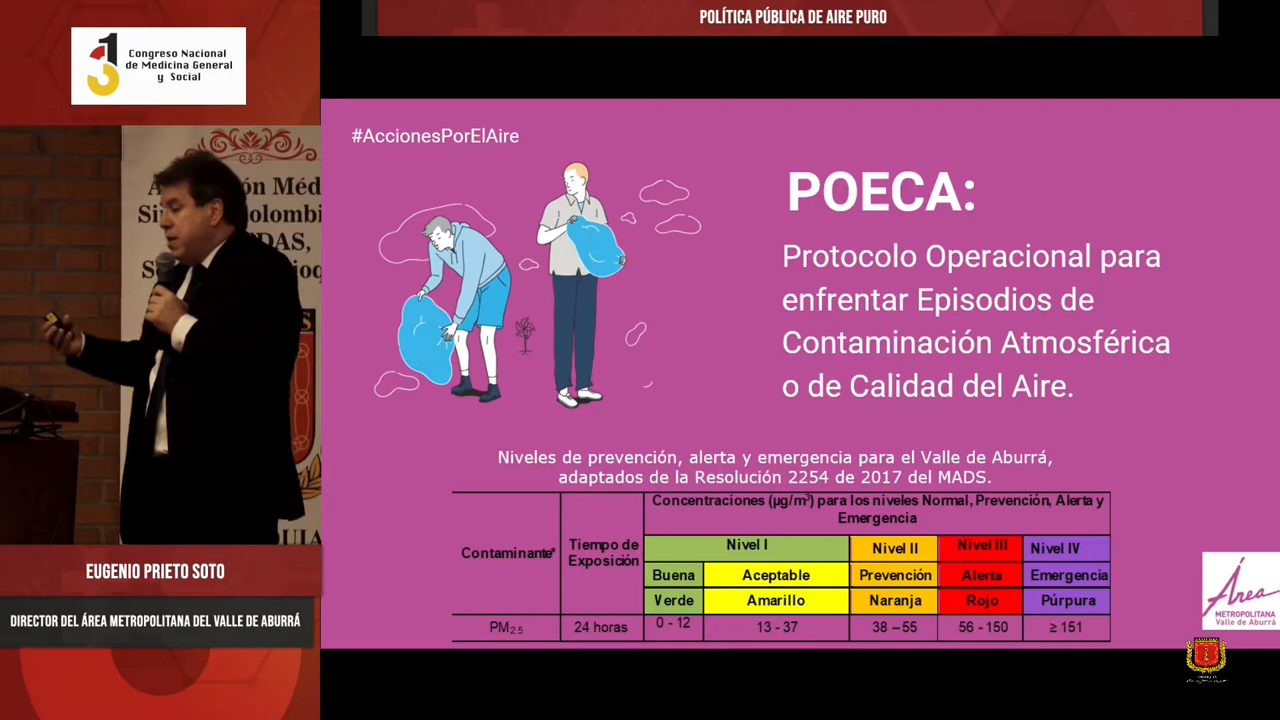 POLÍTICA PÚBLICA DE AIRE PURO
Congreso Nacional
de Medicina General
y Social
#AccionesPorElAire
POECA:
Protocolo Operacional para
enfrentar Episodios de
Contaminación Atmosférica
o de Calidad del Aire.
Niveles de prevención, alerta y emergencia para el Valle de Aburrá,
adaptados de la Resolución 2254 de 2017 del MADS.
Concentraciones (µg/m³) para los niveles Normal, Prevención, Alerta y
Emergencia
Contaminante*
Tiempo de
Exposición
Nivel I
Nivel II
Nivel III
Nivel IV
Buena
Aceptable
Prevención
Alerta
Emergencia
Verde
Amarillo
Naranja
Rojo
Púrpura
PM2.5
24 horas
0 - 12
13 - 37
38 – 55
56 - 150
≥ 151
Área
METROPOLITANA
Valle de Aburrá
EUGENIO PRIETO SOTO
DIRECTOR DEL ÁREA METROPOLITANA DEL VALLE DE ABURRÁ